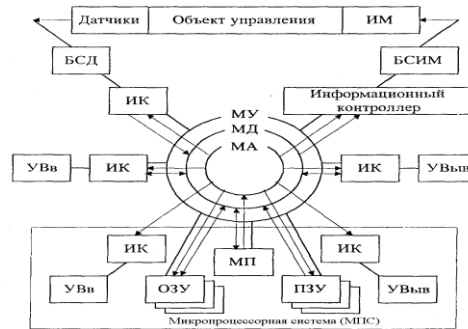 Датчики Объект управления ИМ
БСД БСИМ
ИК Информационный
контроллер
МУ
МД
МА
УВв ИК ИК УВыв
ИК МП ИК
УВв ОЗУ ПЗУ УВыв
Микропроцессорная система (МПС)